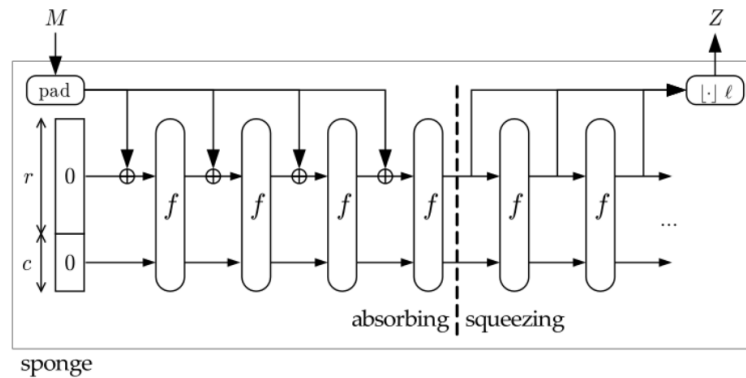 M Z
pad ⌊·⌋ ℓ
r 0 f f f f f f
c 0 ...
absorbing squeezing
sponge